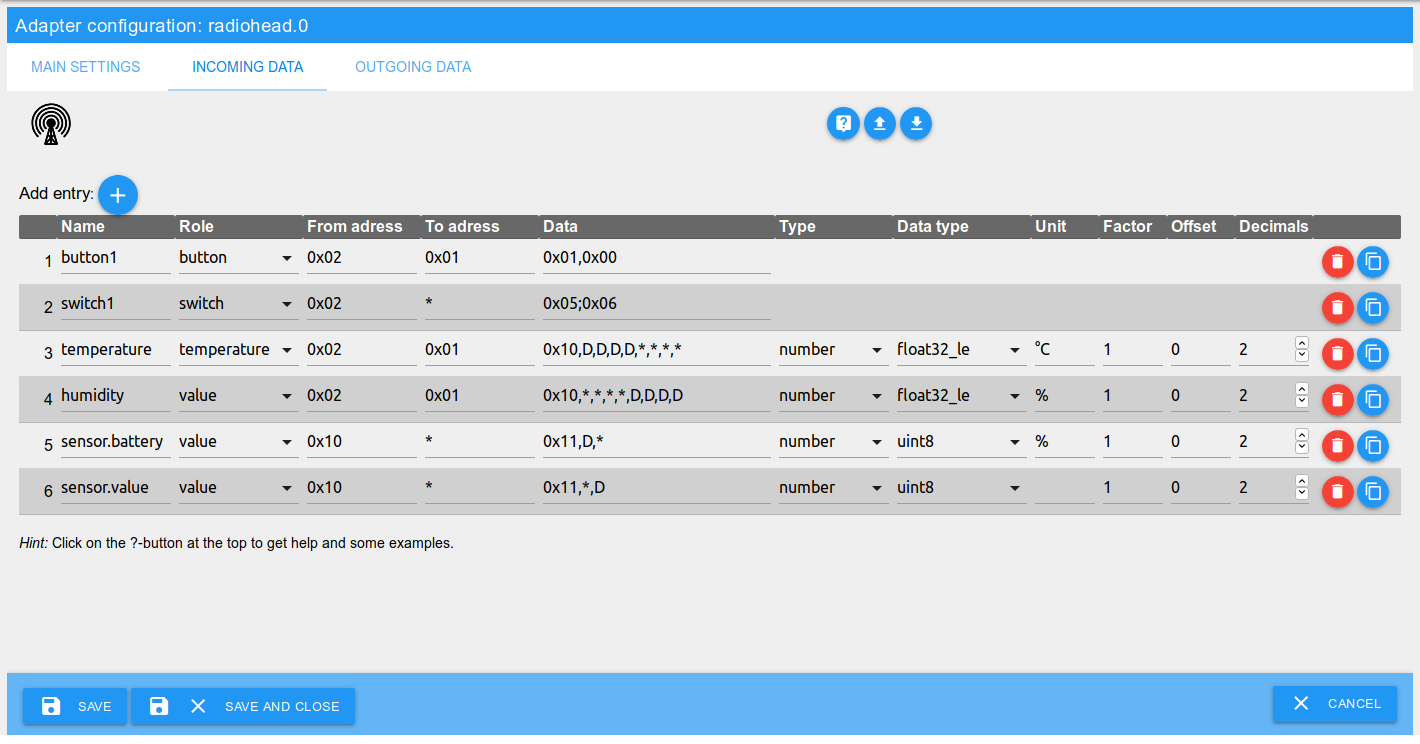 Adapter configuration: radiohead.0
MAIN SETTINGS INCOMING DATA OUTGOING DATA
?
Add entry: +
Name Role From adress To adress Data Type Data type Unit Factor Offset Decimals
1 button1 button 0x02 0x01 0x01,0x00
2 switch1 switch 0x02 * 0x05;0x06
3 temperature temperature 0x02 0x01 0x10,D,D,D,D,*,*,*,* number float32_le °C 1 0 2
4 humidity value 0x02 0x01 0x10,*,*,*,*,D,D,D,D number float32_le % 1 0 2
5 sensor.battery value 0x10 * 0x11,D,* number uint8 % 1 0 2
6 sensor.value value 0x10 * 0x11,*,D number uint8 1 0 2
Hint: Click on the ?-button at the top to get help and some examples.
SAVE SAVE AND CLOSE CANCEL